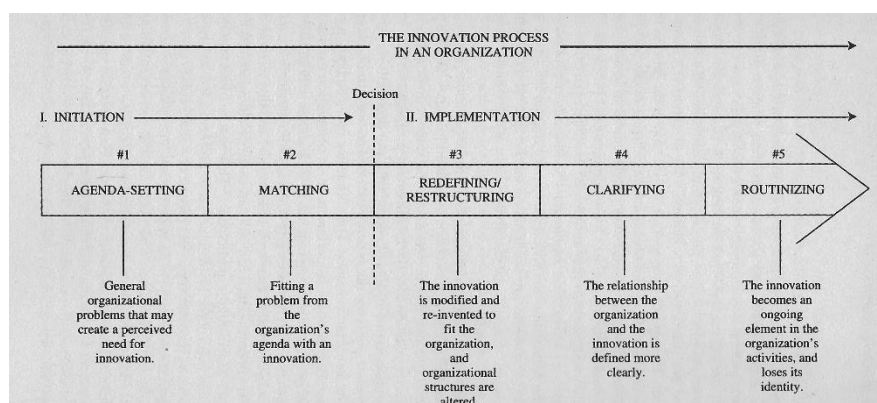 THE INNOVATION PROCESS
IN AN ORGANIZATION
Decision
I. INITIATION
II. IMPLEMENTATION
#1
#2
#3
#4
#5
AGENDA-SETTING
MATCHING
REDEFINING/
RESTRUCTURING
CLARIFYING
ROUTINIZING
General
organizational
problems that may
create a perceived
need for
innovation.
Fitting a
problem from
the
organization's
agenda with an
innovation.
The innovation
is modified and
re-invented to
fit the
organization,
and
organizational
structures are
altered
The relationship
between the
organization
and the
innovation is
defined more
clearly.
The innovation
becomes an
ongoing
element in the
organization's
activities, and
loses its
identity.